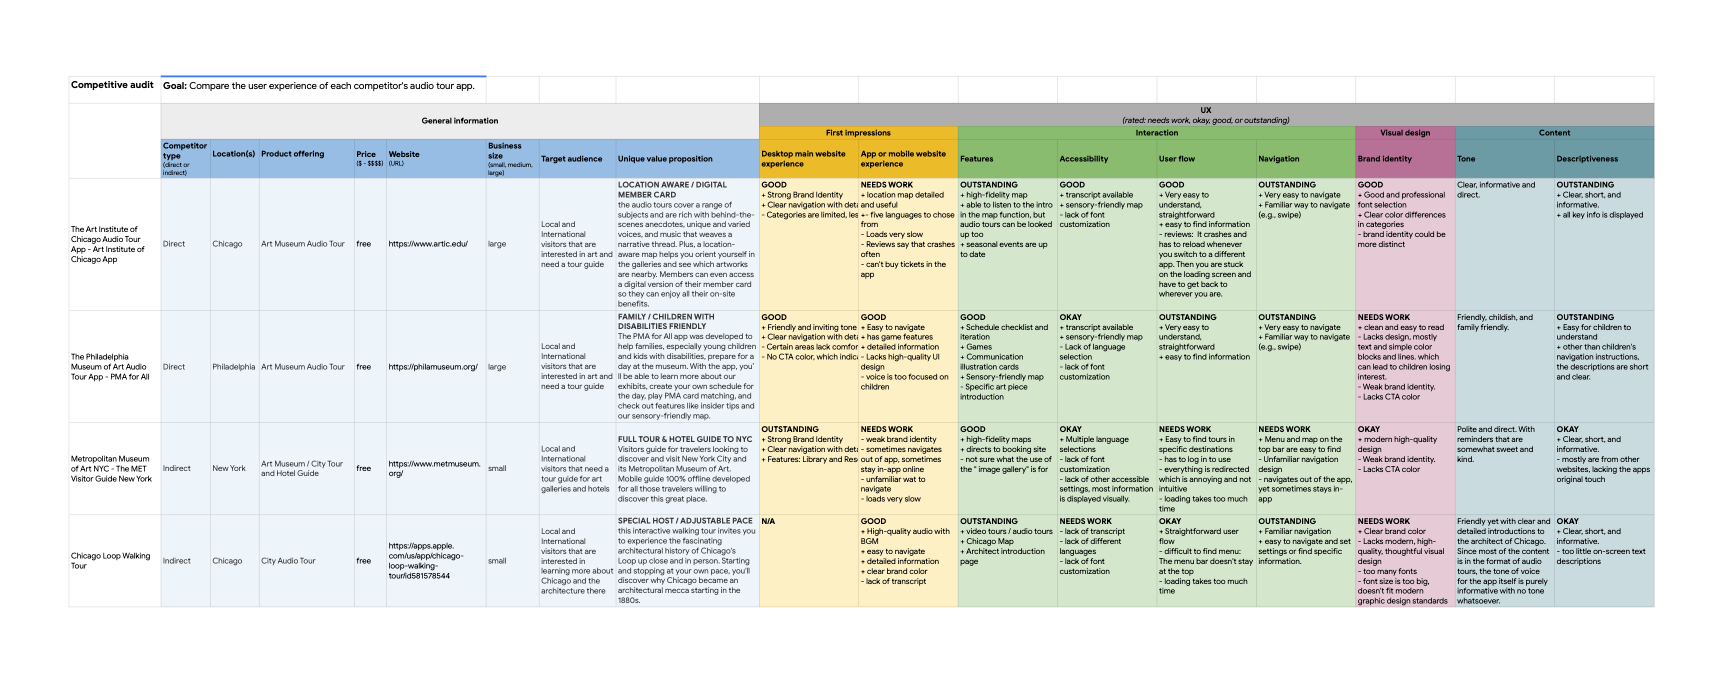 Competitive audit
Goal: Compare the user experience of each competitor's audio tour app.
General information
UX
(rated: needs work, okay, good, or outstanding)
First impressions
Interaction
Visual design
Content
Competitor
type
(direct or
indirect)
Location(s)
Product offering
Price
($ - $$$$)
Website
(URL)
Business
size
(small, medium,
large)
Target audience
Unique value proposition
Desktop main website
experience
App or mobile website
experience
Features
Accessibility
User flow
Navigation
Brand identity
Tone
Descriptiveness
The Art Institute of
Chicago Audio Tour
App - Art Institute of
Chicago App
Direct
Chicago
Art Museum Audio Tour
free
https://www.artic.edu/
large
Local and
International
visitors that are
interested in art and
need a tour guide
LOCATION AWARE / DIGITAL
MEMBER CARD
the audio tours cover a range of
subjects and are rich with behind-the-
scenes anecdotes, unique and varied
voices, and music that weaves a
narrative thread. Plus, a location-
aware map helps you orient yourself in
the galleries and see which artworks
are nearby. Members can even access
a digital version of their member card
so they can enjoy all their on-site
benefits.
GOOD
+ Strong Brand Identity
+ Clear navigation with deta
- Categories are limited, les
NEEDS WORK
+ location map detailed
and useful
+- five languages to chose
from
- Loads very slow
- Reviews say that crashes
often
- can't buy tickets in the
app
OUTSTANDING
+ high-fidelity map
+ able to listen to the intro
in the map function, but
audio tours can be looked
up too
+ seasonal events are up
to date
GOOD
+ transcript available
+ sensory-friendly map
- lack of font
customization
GOOD
+ Very easy to
understand,
straightforward
+ easy to find information
- reviews: It crashes and
has to reload whenever
you switch to a different
app. Then you are stuck
on the loading screen and
have to get back to
wherever you are.
OUTSTANDING
+ Very easy to navigate
+ Familiar way to navigate
(e.g., swipe)
GOOD
+ Good and professional
font selection
+ Clear color differences
in categories
- brand identity could be
more distinct
Clear, informative and
direct.
OUTSTANDING
+ Clear, short, and
informative.
+ all key info is displayed
The Philadelphia
Museum of Art Audio
Tour App - PMA for All
Direct
Philadelphia
Art Museum Audio Tour
free
https://philamuseum.org/
large
Local and
International
visitors that are
interested in art and
need a tour guide
FAMILY / CHILDREN WITH
DISABILITIES FRIENDLY
The PMA for All app was developed to
help families, especially young children
and kids with disabilities, prepare for a
day at the museum. With the app, you'
ll be able to learn more about our
exhibits, create your own schedule for
the day, play PMA card matching, and
check out features like insider tips and
our sensory-friendly map.
GOOD
+ Friendly and inviting tone
+ Clear navigation with deta
- Certain areas lack comfor
- No CTA color, which indic
GOOD
+ Easy to navigate
+ has game features
+ detailed information
- Lacks high-quality UI
design
- voice is too focused on
children
GOOD
+ Schedule checklist and
iteration
+ Games
+ Communication
illustration cards
+ Sensory-friendly map
- Specific art piece
introduction
OKAY
+ transcript available
+ sensory-friendly map
- Lack of language
selection
- lack of font
customization
OUTSTANDING
+ Very easy to
understand,
straightforward
+ easy to find information
OUTSTANDING
+ Very easy to navigate
+ Familiar way to navigate
(e.g., swipe)
NEEDS WORK
+ clean and easy to read
- Lacks design, mostly
text and simple color
blocks and lines. which
can lead to children losing
interest.
- Weak brand identity.
- Lacks CTA color
Friendly, childish, and
family friendly.
OUTSTANDING
+ Easy for children to
understand
+ other than children's
navigation instructions,
the descriptions are short
and clear.
Metropolitan Museum
of Art NYC - The MET
Visitor Guide New York
Indirect
New York
Art Museum / City Tour
and Hotel Guide
free
https://www.metmuseum.
org/
small
Local and
International
visitors that need a
tour guide for art
galleries and hotels
FULL TOUR & HOTEL GUIDE TO NYC
Visitors guide for travelers looking to
discover and visit New York City and
its Metropolitan Museum of Art.
Mobile guide 100% offline developed
for all those travelers willing to
discover this great place.
OUTSTANDING
+ Strong Brand Identity
+ Clear navigation with deta
+ Features: Library and Res
NEEDS WORK
- weak brand identity
- sometimes navigates
out of app, sometimes
stay in-app online
- unfamiliar wat to
navigate
- loads very slow
GOOD
+ high-fidelity maps
+ directs to booking site
- not sure what the use of
the " image gallery" is for
OKAY
+ Multiple language
selections
- lack of font
customization
- lack of other accessible
settings, most information
is displayed visually.
NEEDS WORK
+ Easy to find tours in
specific destinations
- has to log in to use
- everything is redirected
which is annoying and not
intuitive
- loading takes too much
time
NEEDS WORK
+ Menu and map on the
top bar are easy to find
- Unfamiliar navigation
design
- navigates out of the app,
yet sometimes stays in-
app
OKAY
+ modern high-quality
design
- Weak brand identity.
- Lacks CTA color
Polite and direct. With
reminders that are
somewhat sweet and
kind.
OKAY
+ Clear, short, and
informative.
- mostly are from other
websites, lacking the apps
original touch
Chicago Loop Walking
Tour
Indirect
Chicago
City Audio Tour
free
https://apps.apple.
com/us/app/chicago-
loop-walking-
tour/id581578544
small
Local and
International
visitors that are
interested in
learning more about
Chicago and the
architecture there
SPECIAL HOST / ADJUSTABLE PACE
this interactive walking tour invites you
to experience the fascinating
architectural history of Chicago's
Loop up close and in person. Starting
and stopping at your own pace, you'll
discover why Chicago became an
architectural mecca starting in the
1880s.
N/A
GOOD
+ High-quality audio with
BGM
+ easy to navigate
+ detailed information
+ clear brand color
- lack of transcript
OUTSTANDING
+ video tours / audio tours
+ Chicago Map
+ Architect introduction
page
NEEDS WORK
- lack of transcript
- lack of different
languages
- lack of font
customization
OKAY
+ Straightforward user
flow
- difficult to find menu:
The menu bar doesn't stay
at the top
- loading takes too much
time
OUTSTANDING
+ Familiar navigation
+ easy to navigate and set
settings or find specific
information.
NEEDS WORK
+ Clear brand color
- Lacks modern, high-
quality, thoughtful visual
design
- too many fonts
- font size is too big,
doesn't fit modern
graphic design standards
Friendly yet with clear and
detailed introductions to
the architect of Chicago.
Since most of the content
is in the format of audio
tours, the tone of voice
for the app itself is purely
informative with no tone
whatsoever.
OKAY
+ Clear, short, and
informative.
- too little on-screen text
descriptions